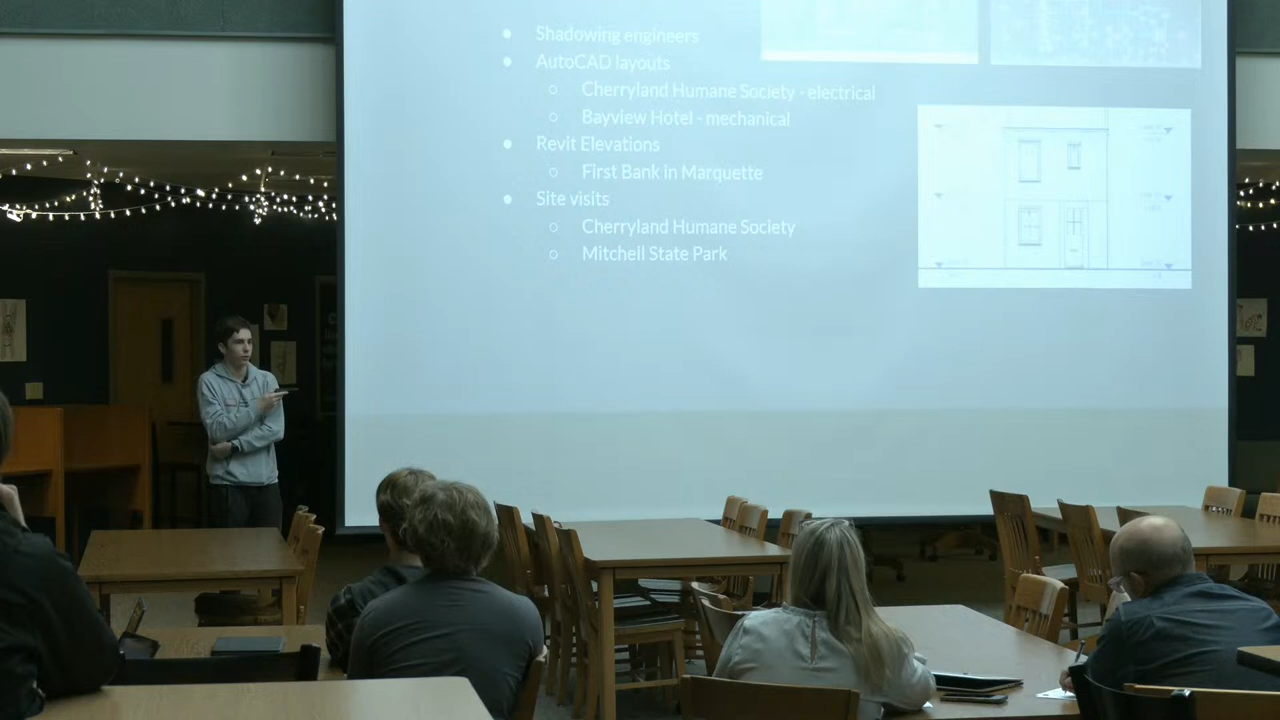 Shadowing engineers
AutoCAD layouts
Cherryland Humane Society - electrical
Bayview Hotel - mechanical
Revit Elevations
First Bank in Marquette
Site visits
Cherryland Humane Society
Mitchell State Park